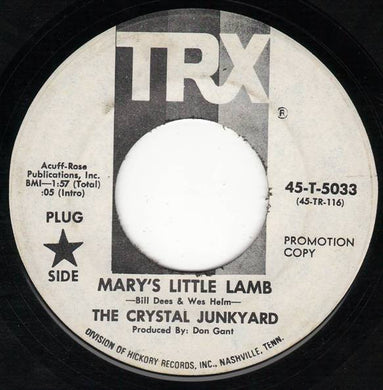 TRX
®
Acuff-Rose
Publications, Inc.
BMI—1:57 (Total)
:05 (Intro)
PLUG
SIDE
45-T-5033
(45-TR-116)
PROMOTION
COPY
MARY'S LITTLE LAMB
—Bill Dees & Wes Helm—
THE CRYSTAL JUNKYARD
Produced By: Don Gant
DIVISION OF HICKORY RECORDS, INC., NASHVILLE, TENN.